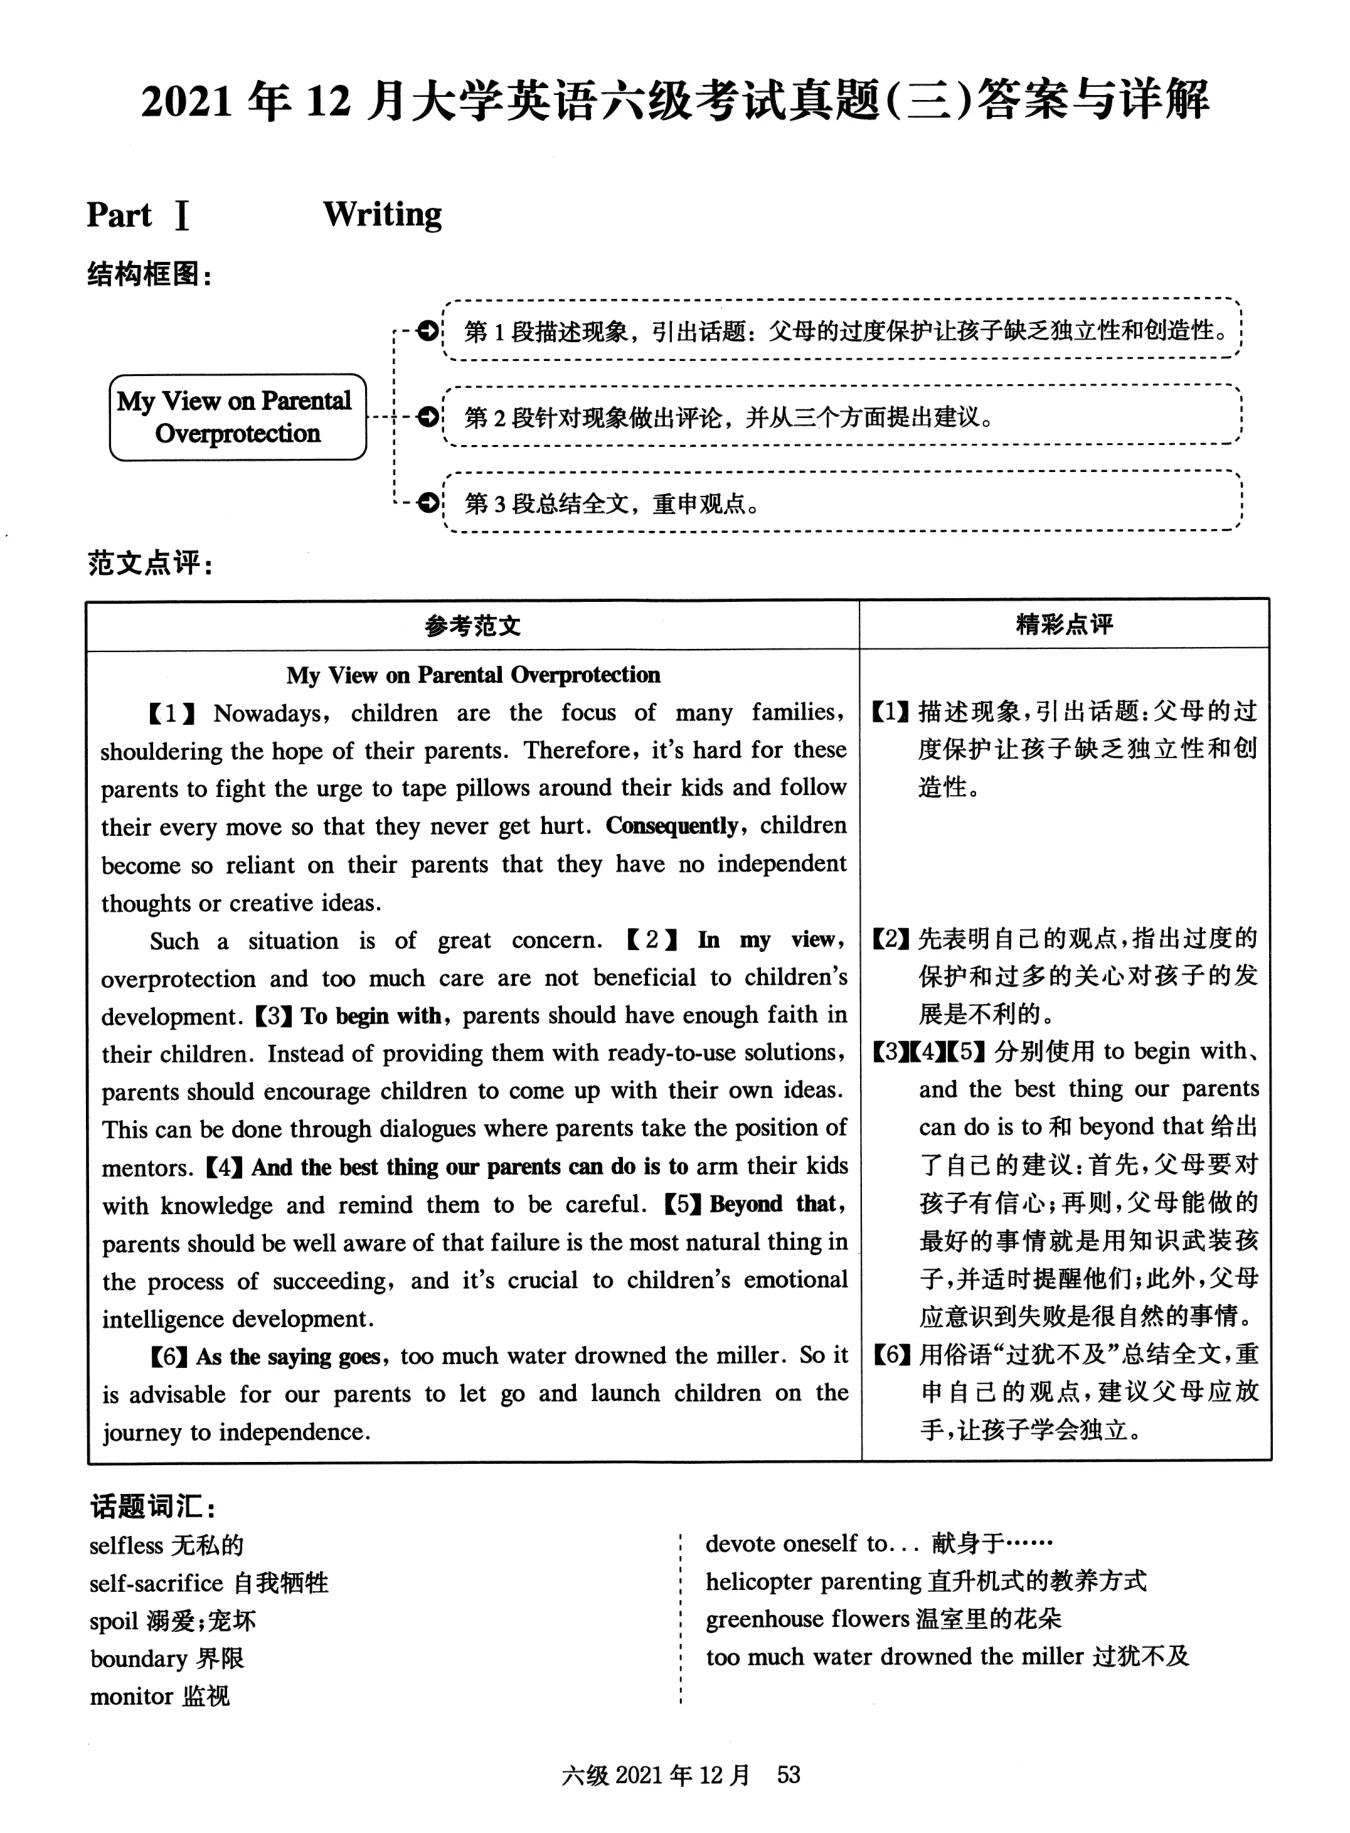 2021 年 12 月大学英语六级考试真题(三)答案与详解
Part Ⅰ Writing
结构框图:
My View on Parental
Overprotection
第 1 段描述现象，引出话题：父母的过度保护让孩子缺乏独立性和创造性。
第 2 段针对现象做出评论，并从三个方面提出建议。
第 3 段总结全文，重申观点。
范文点评:
参考范文
My View on Parental Overprotection
【1】 Nowadays, children are the focus of many families,
shouldering the hope of their parents. Therefore, it's hard for these
parents to fight the urge to tape pillows around their kids and follow
their every move so that they never get hurt. Consequently, children
become so reliant on their parents that they have no independent
thoughts or creative ideas.
Such a situation is of great concern. 【2】 In my view,
overprotection and too much care are not beneficial to children's
development. 【3】 To begin with, parents should have enough faith in
their children. Instead of providing them with ready-to-use solutions,
parents should encourage children to come up with their own ideas.
This can be done through dialogues where parents take the position of
mentors. 【4】 And the best thing our parents can do is to arm their kids
with knowledge and remind them to be careful. 【5】 Beyond that,
parents should be well aware of that failure is the most natural thing in
the process of succeeding, and it's crucial to children's emotional
intelligence development.
【6】 As the saying goes, too much water drowned the miller. So it
is advisable for our parents to let go and launch children on the
journey to independence.
精彩点评
【1】 描述现象,引出话题:父母的过
度保护让孩子缺乏独立性和创
造性。
【2】 先表明自己的观点,指出过度的
保护和过多的关心对孩子的发
展是不利的。
【3】【4】【5】 分别使用 to begin with、
and the best thing our parents
can do is to 和 beyond that 给出
了自己的建议:首先,父母要对
孩子有信心;再则,父母能做的
最好的事情就是用知识武装孩
子,并适时提醒他们;此外,父母
应意识到失败是很自然的事情。
【6】 用俗语“过犹不及”总结全文,重
申自己的观点,建议父母应放
手,让孩子学会独立。
话题词汇:
selfless 无私的
self-sacrifice 自我牺牲
spoil 溺爱;宠坏
boundary 界限
monitor 监视
devote oneself to... 献身于……
helicopter parenting 直升机式的教养方式
greenhouse flowers 温室里的花朵
too much water drowned the miller 过犹不及
六级 2021 年 12 月 53